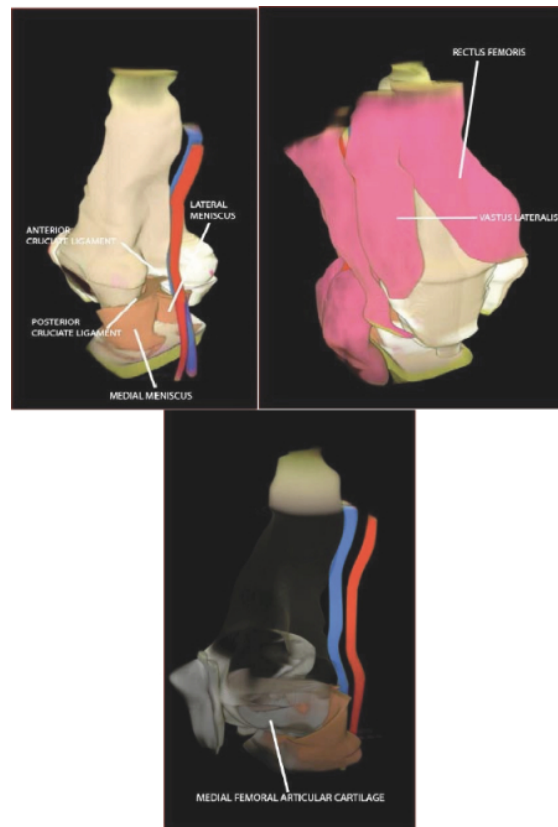 LATERAL
MENISCUS
ANTERIOR
CRUCIATE LIGAMENT
POSTERIOR
CRUCIATE LIGAMENT
MEDIAL MENISCUS
RECTUS FEMORIS
VASTUS LATERALIS
MEDIAL FEMORAL ARTICULAR CARTILAGE